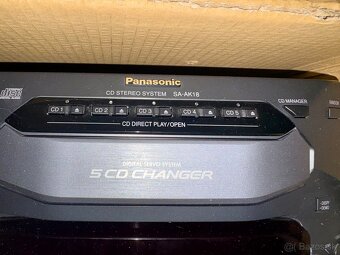 Panasonic
CD STEREO SYSTEM SA-AK18
CD 1 CD 2 CD 3 CD 4 CD 5
CD MANAGER
CD DIRECT PLAY/OPEN
DIGITAL SERVO SYSTEM
5 CD CHANGER
-DEMO